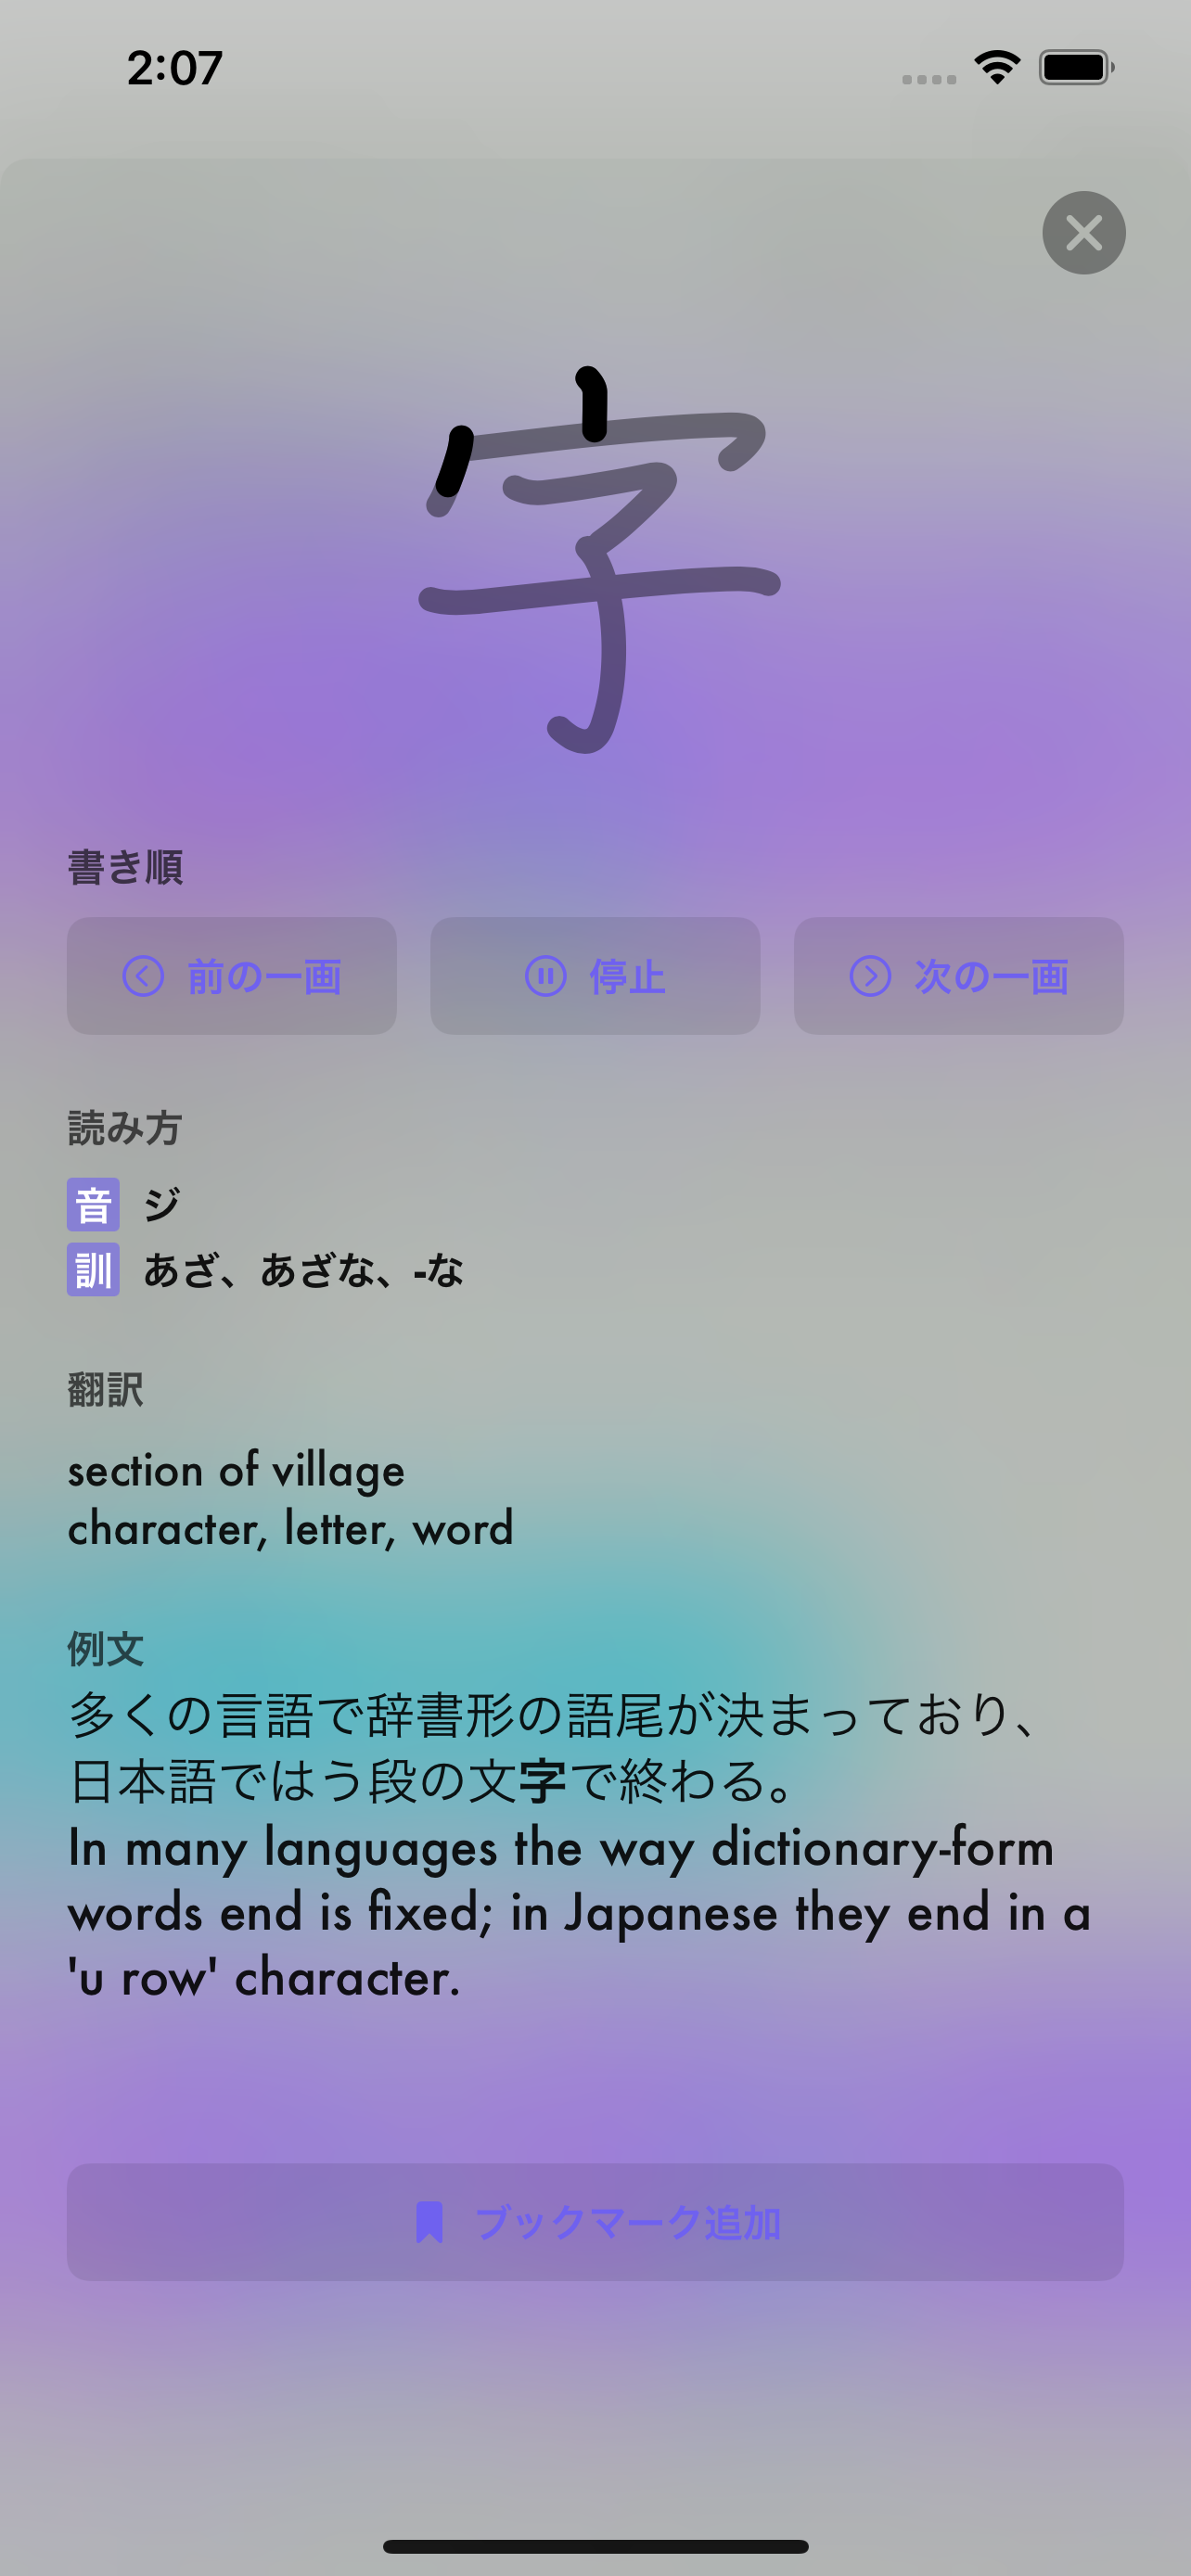 2:07
字
書き順
前の一画
停止
次の一画
読み方
音 ジ
訓 あざ、あざな、-な
翻訳
section of village
character, letter, word
例文
多くの言語で辞書形の語尾が決まっており、
日本語ではう段の文字で終わる。
In many languages the way dictionary-form
words end is fixed; in Japanese they end in a
'u row' character.
ブックマーク追加